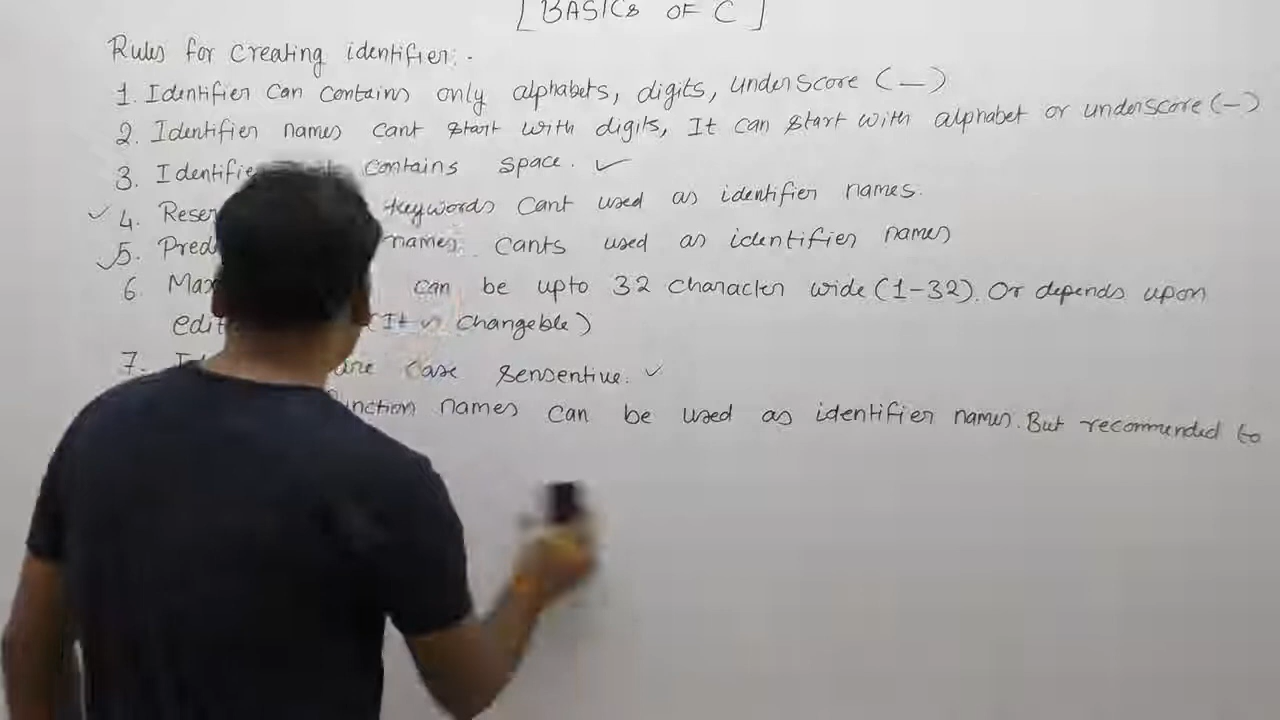 [ BASICS OF C ]
Rules for creating identifier:-
1. Identifier can contains only alphabets, digits, underscore (_)
2. Identifier names cant start with digits, It can start with alphabet or underscore (-)
3. Identifie contains space. ✓
✓ 4. Reser keywords cant used as identifier names.
✓ 5. Pred names. cants used as identifier names
6. Max can be upto 32 character wide (1-32). Or depends upon
edit (It is changeable)
7. I are case sensentive. ✓
unction names can be used as identifier names. But recommended to